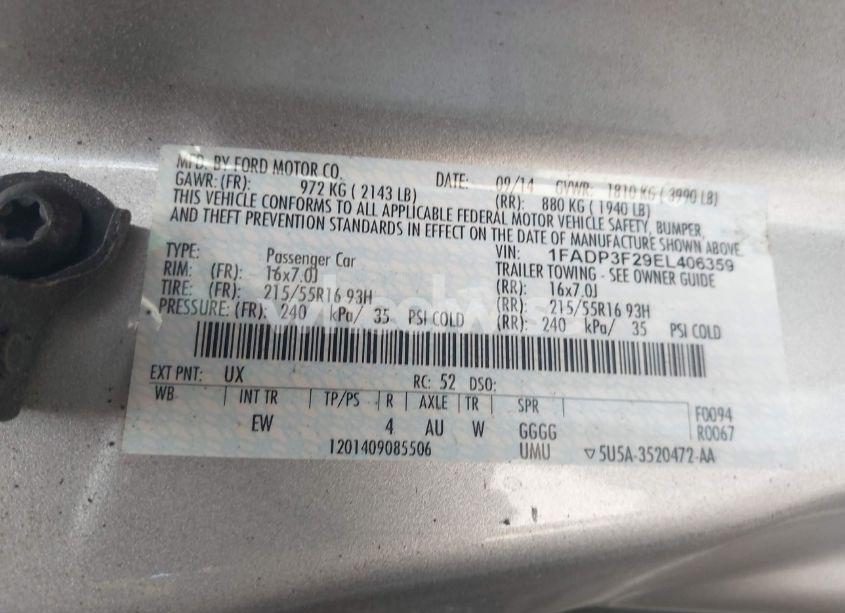 MFD. BY FORD MOTOR CO. DATE: 09/14 GVWR: 1810 KG ( 3990 LB)
GAWR: (FR): 972 KG ( 2143 LB) (RR): 880 KG ( 1940 LB)
THIS VEHICLE CONFORMS TO ALL APPLICABLE FEDERAL MOTOR VEHICLE SAFETY, BUMPER,
AND THEFT PREVENTION STANDARDS IN EFFECT ON THE DATE OF MANUFACTURE SHOWN ABOVE.
VIN: 1FADP3F29EL406359
TYPE: Passenger Car TRAILER TOWING - SEE OWNER GUIDE
RIM: (FR): 16x7.0J (RR): 16x7.0J
TIRE: (FR): 215/55R16 93H (RR): 215/55R16 93H
PRESSURE: (FR): 240 kPa/ 35 PSI COLD (RR): 240 kPa/ 35 PSI COLD
EXT PNT: UX RC: 52 DSO:
WB INT TR TP/PS R AXLE TR SPR F0094
EW 4 AU W GGGG R0067
1201409085506 UMU ▽5U5A-3520472-AA